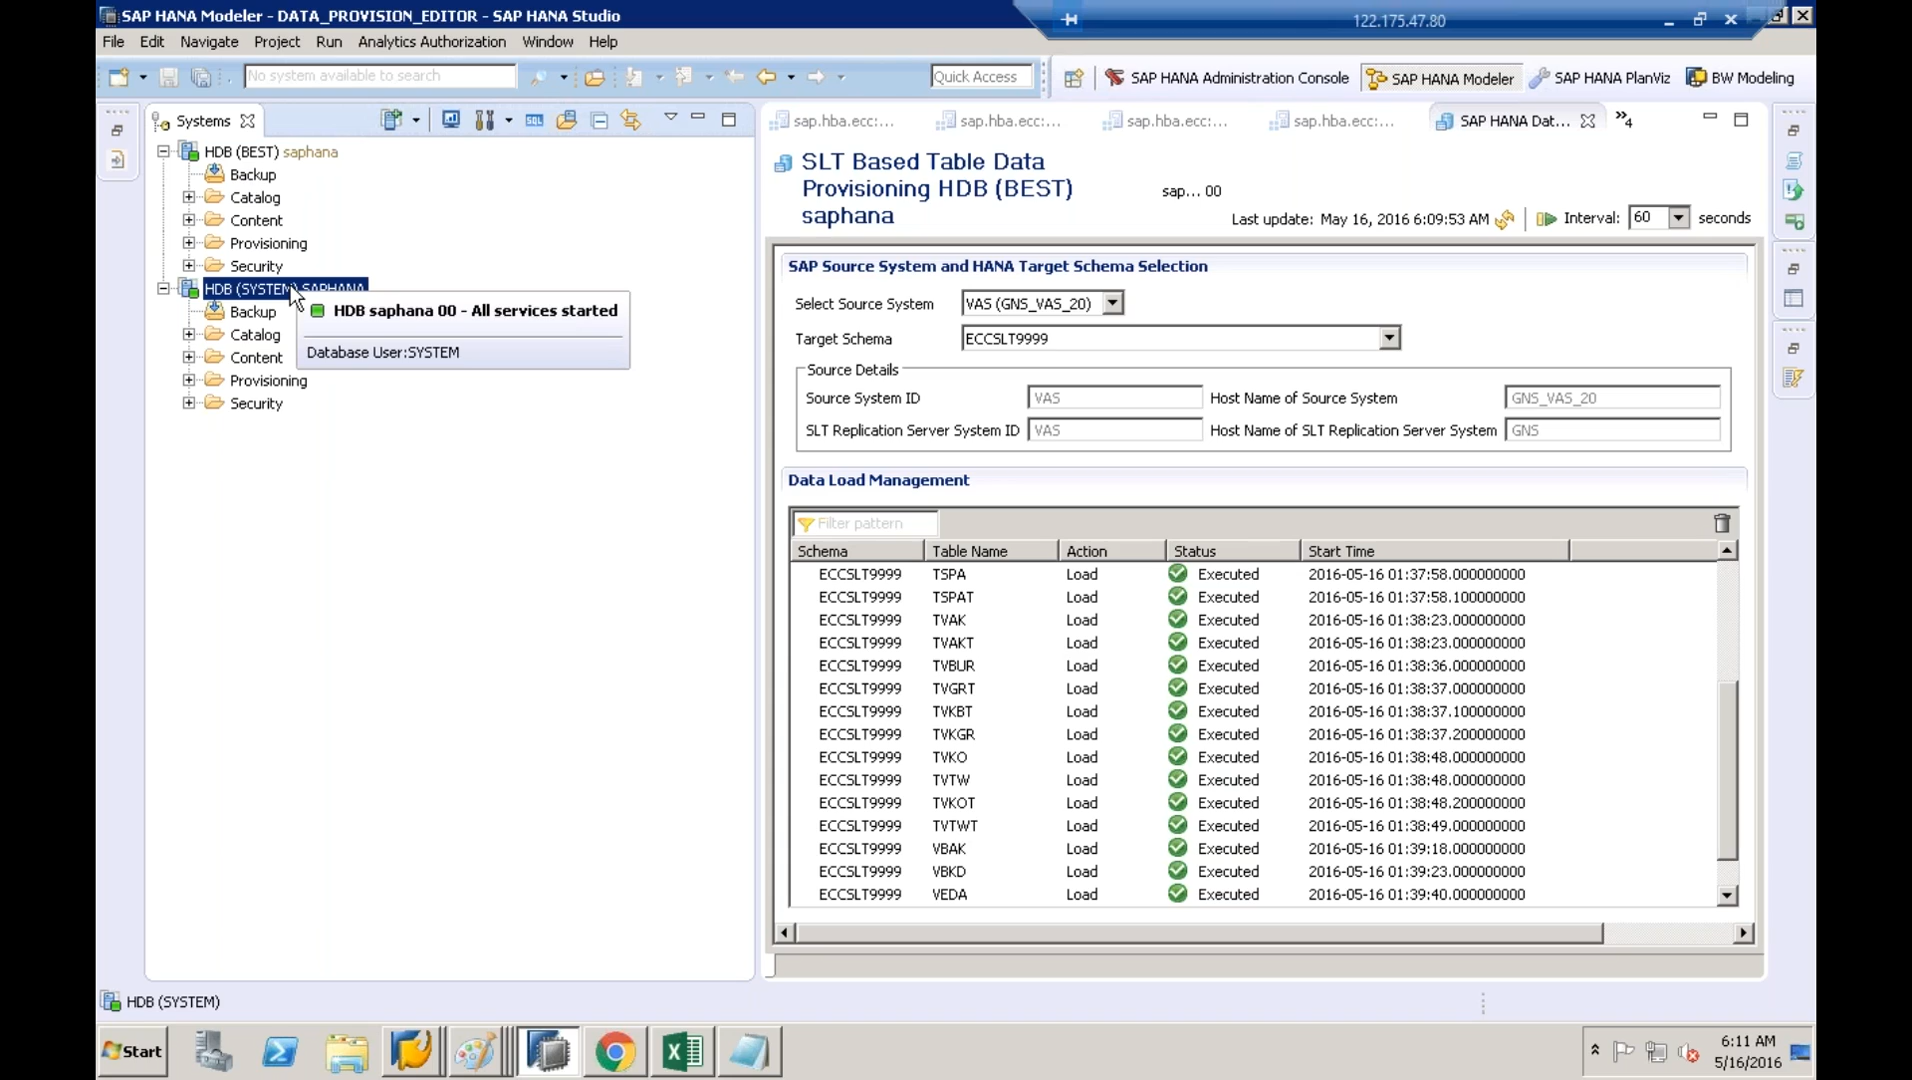 SAP HANA Modeler - DATA_PROVISION_EDITOR - SAP HANA Studio
122.175.47.80
File Edit Navigate Project Run Analytics Authorization Window Help
No system available to search
Quick Access
SAP HANA Administration Console
SAP HANA Modeler
SAP HANA PlanViz
BW Modeling
Systems
HDB (BEST) saphana
Backup
Catalog
Content
Provisioning
Security
HDB (SYSTEM) SAPHANA
Backup
Catalog
Content
Provisioning
Security
HDB saphana 00 - All services started
Database User:SYSTEM
sap.hba.ecc:... sap.hba.ecc:... sap.hba.ecc:... sap.hba.ecc:... SAP HANA Dat... »4
SLT Based Table Data
Provisioning HDB (BEST)
saphana
sap... 00
Last update: May 16, 2016 6:09:53 AM Interval: 60 seconds
SAP Source System and HANA Target Schema Selection
Select Source System VAS (GNS_VAS_20)
Target Schema ECCSLT9999
Source Details
Source System ID VAS Host Name of Source System GNS_VAS_20
SLT Replication Server System ID VAS Host Name of SLT Replication Server System GNS
Data Load Management
Filter pattern
Schema Table Name Action Status Start Time
ECCSLT9999 TSPA Load Executed 2016-05-16 01:37:58.000000000
ECCSLT9999 TSPAT Load Executed 2016-05-16 01:37:58.100000000
ECCSLT9999 TVAK Load Executed 2016-05-16 01:38:23.000000000
ECCSLT9999 TVAKT Load Executed 2016-05-16 01:38:23.000000000
ECCSLT9999 TVBUR Load Executed 2016-05-16 01:38:36.000000000
ECCSLT9999 TVGRT Load Executed 2016-05-16 01:38:37.000000000
ECCSLT9999 TVKBT Load Executed 2016-05-16 01:38:37.100000000
ECCSLT9999 TVKGR Load Executed 2016-05-16 01:38:37.200000000
ECCSLT9999 TVKO Load Executed 2016-05-16 01:38:48.000000000
ECCSLT9999 TVTW Load Executed 2016-05-16 01:38:48.000000000
ECCSLT9999 TVKOT Load Executed 2016-05-16 01:38:48.200000000
ECCSLT9999 TVTWT Load Executed 2016-05-16 01:38:49.000000000
ECCSLT9999 VBAK Load Executed 2016-05-16 01:39:18.000000000
ECCSLT9999 VBKD Load Executed 2016-05-16 01:39:23.000000000
ECCSLT9999 VEDA Load Executed 2016-05-16 01:39:40.000000000
HDB (SYSTEM)
Start
6:11 AM
5/16/2016